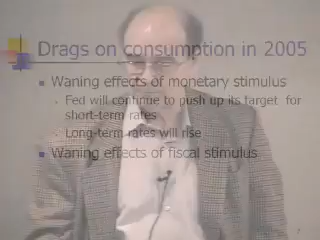 Drags on consumption in 2005
Waning effects of monetary stimulus
Fed will continue to push up its target for
short-term rates
Long-term rates will rise
Waning effects of fiscal stimulus
7